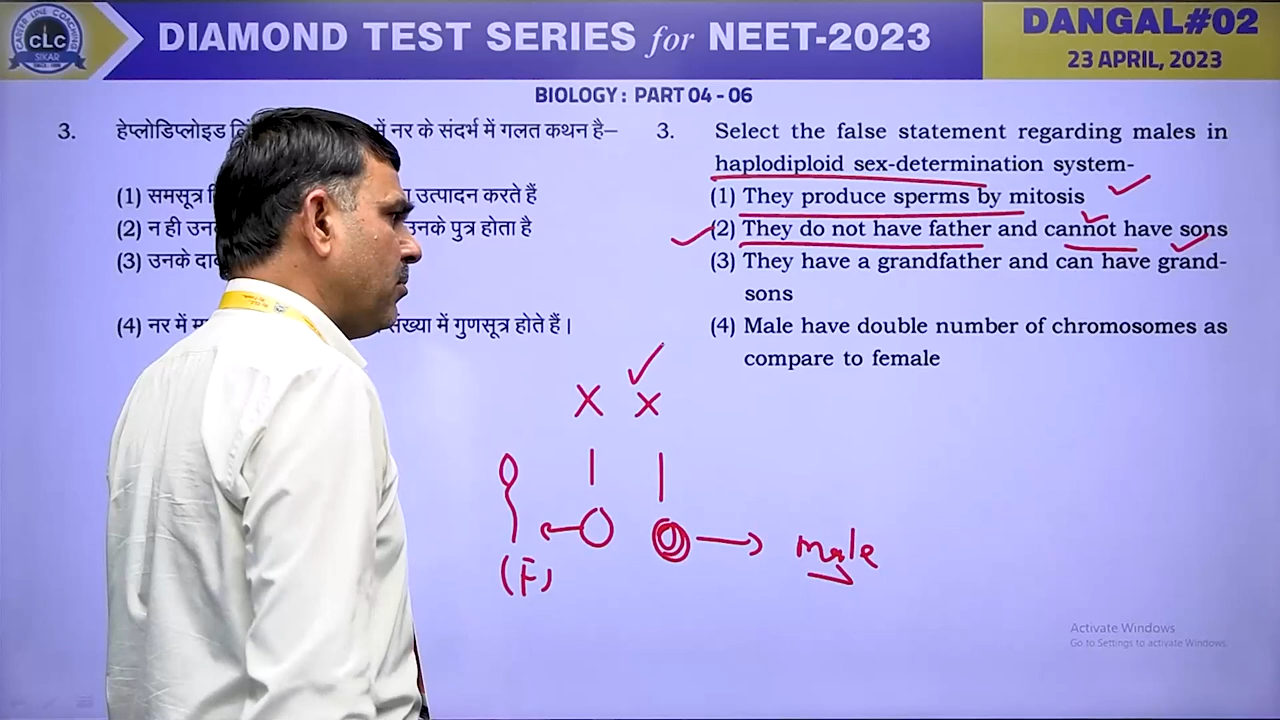 CAREER LINE COACHING
CLC
SIKAR
DIAMOND TEST SERIES for NEET-2023
DANGAL#02
23 APRIL, 2023
BIOLOGY : PART 04 - 06
3. हेप्लोडिप्लोइड में नर के संदर्भ में गलत कथन है–
(1) समसूत्र उत्पादन करते हैं
(2) न ही उनके पुत्र होता है
(3) उनके
(4) नर में संख्या में गुणसूत्र होते हैं।
3. Select the false statement regarding males in
haplodiploid sex-determination system-
(1) They produce sperms by mitosis
(2) They do not have father and cannot have sons
(3) They have a grandfather and can have grand-
sons
(4) Male have double number of chromosomes as
compare to female
X X
male
(F)
Activate Windows
Go to Settings to activate Windows.